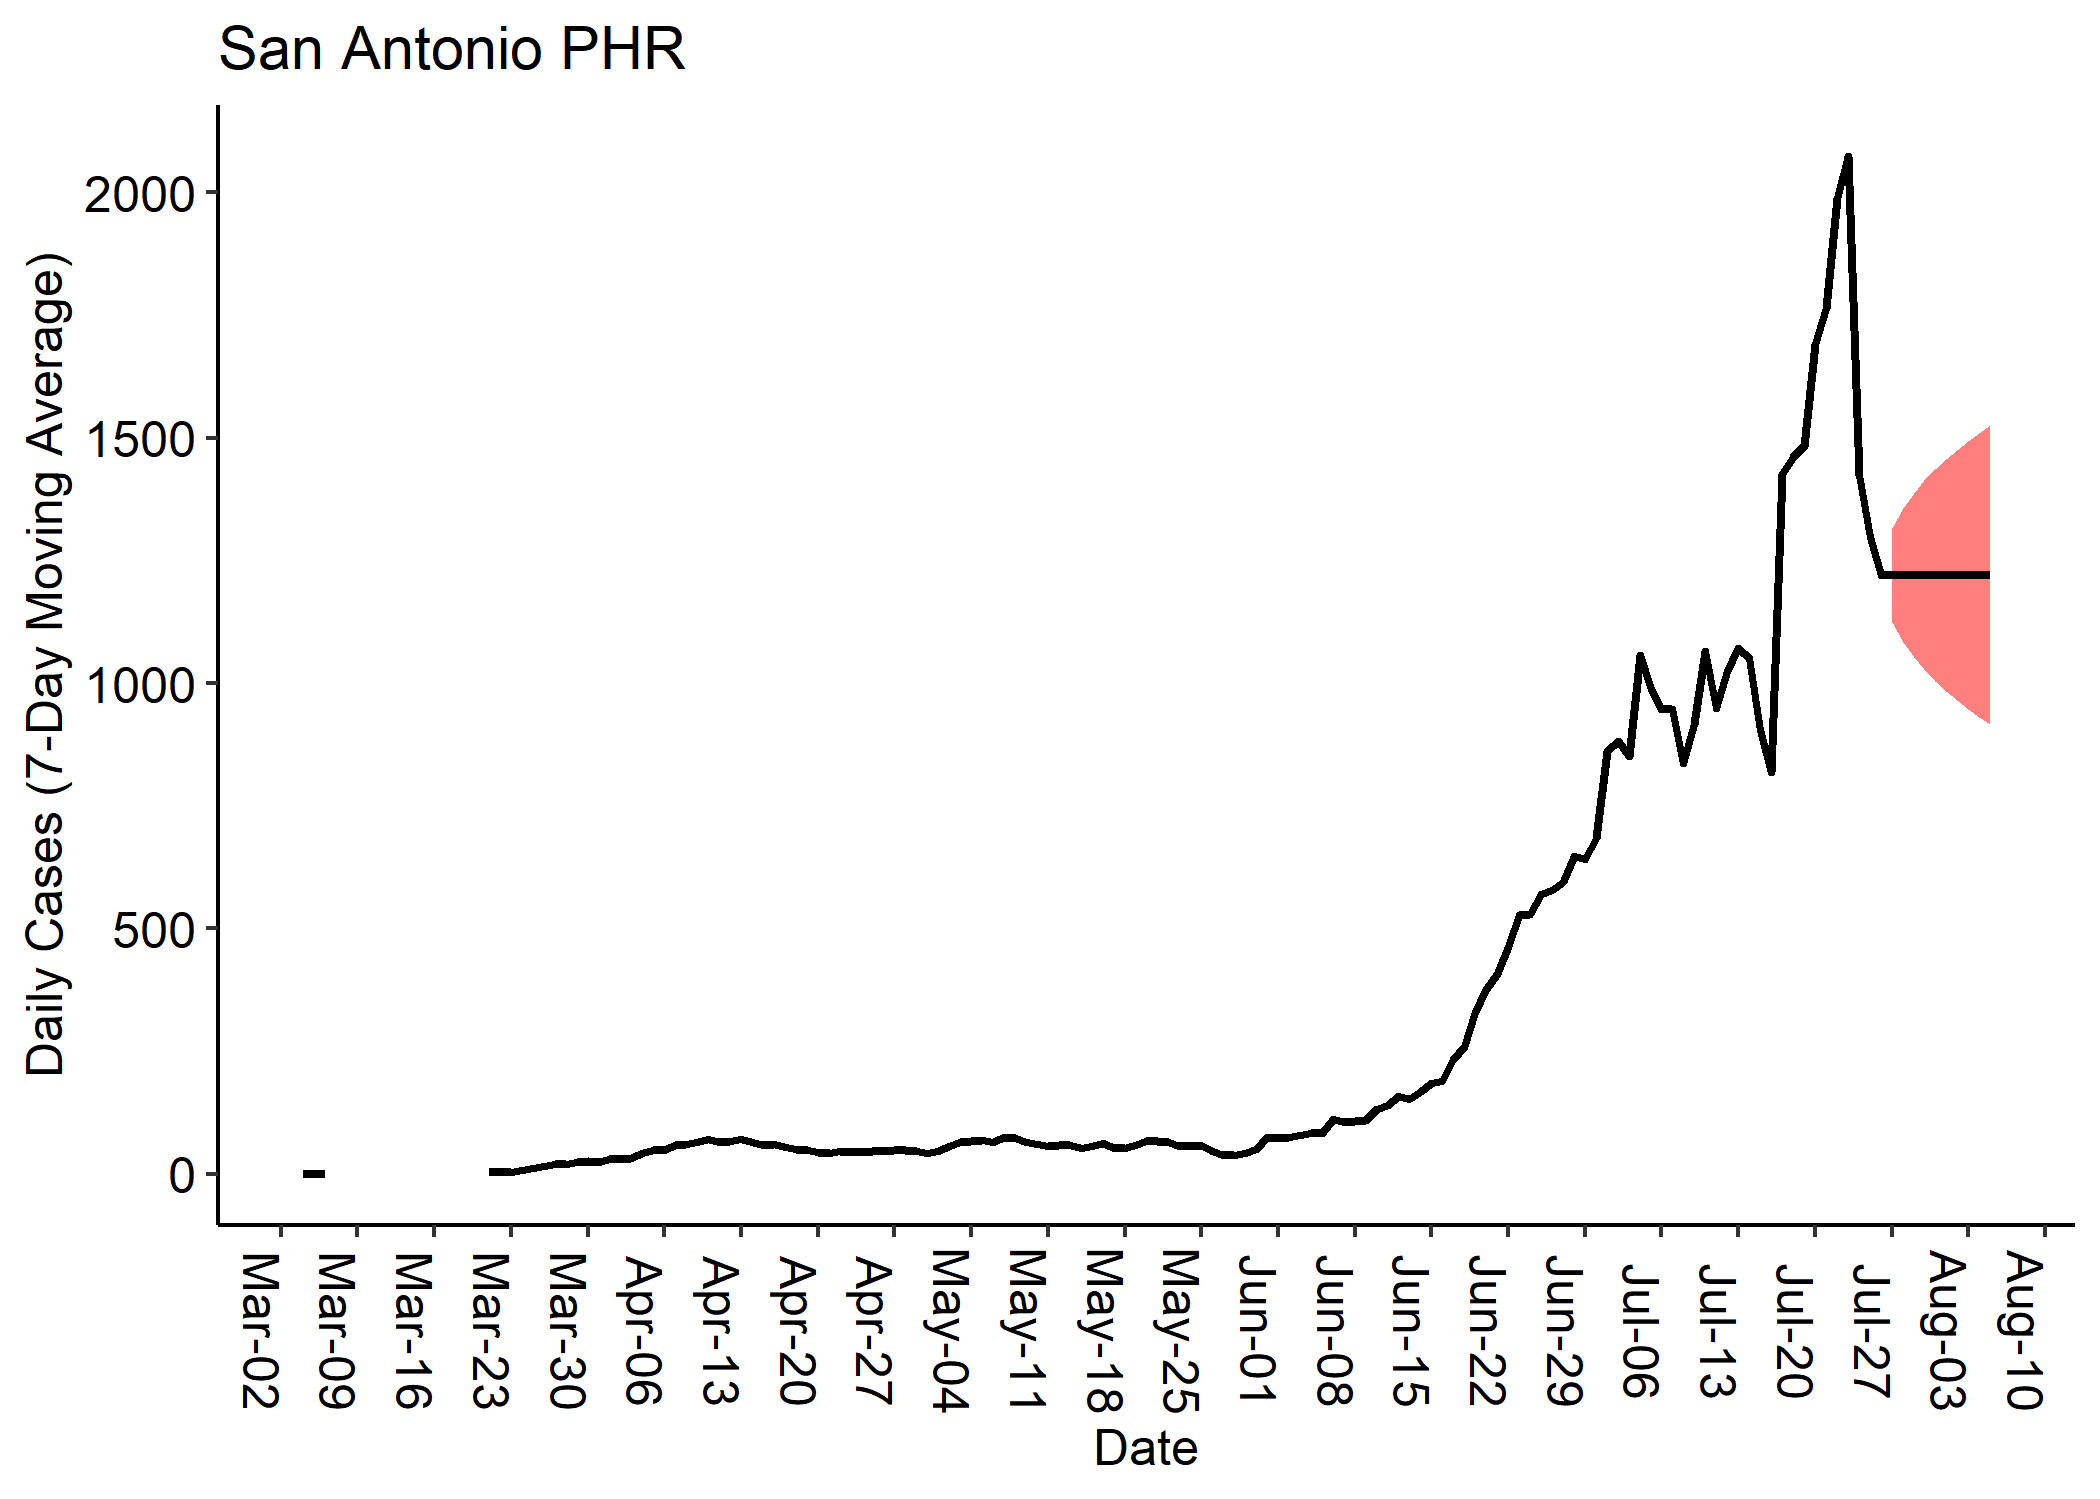 San Antonio PHR
Daily Cases (7-Day Moving Average)
2000
1500
1000
500
0
Mar-02
Mar-09
Mar-16
Mar-23
Mar-30
Apr-06
Apr-13
Apr-20
Apr-27
May-04
May-11
May-18
May-25
Jun-01
Jun-08
Jun-15
Jun-22
Jun-29
Jul-06
Jul-13
Jul-20
Jul-27
Aug-03
Aug-10
Date